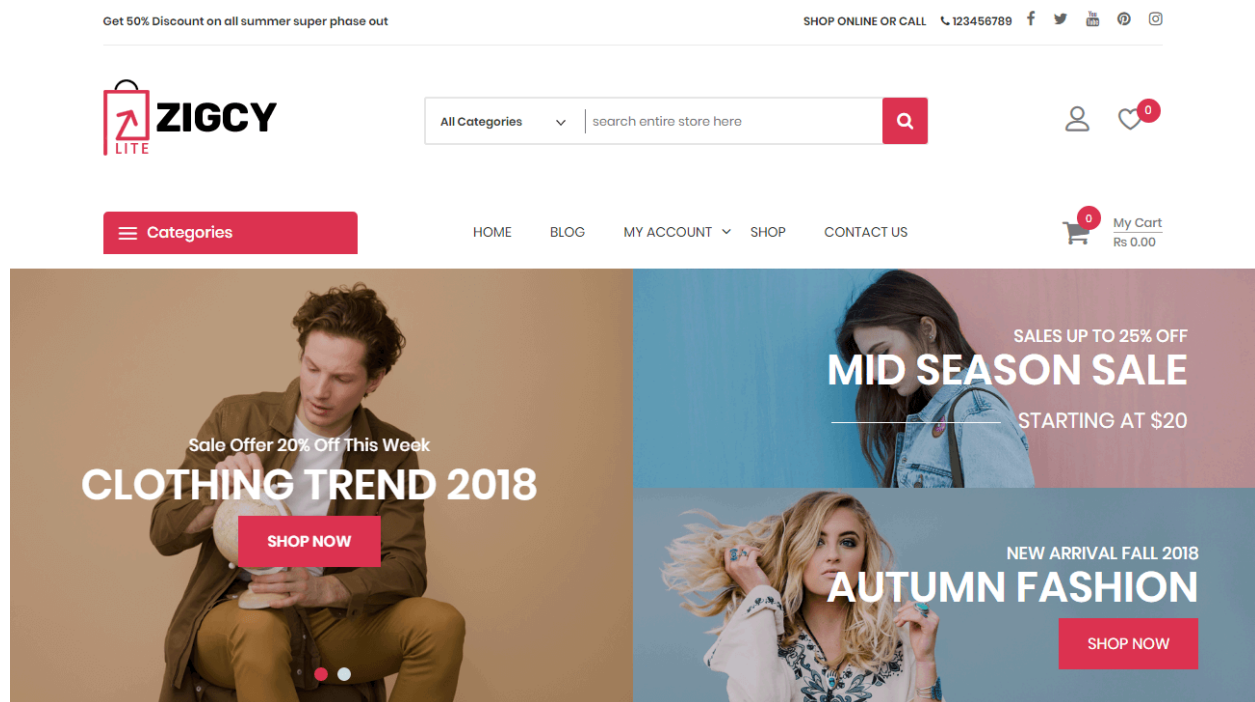 Get 50% Discount on all summer super phase out
SHOP ONLINE OR CALL 123456789
ZIGCY
LITE
All Categories
search entire store here
0
Categories
HOME BLOG MY ACCOUNT SHOP CONTACT US
0
My Cart
Rs 0.00
Sale Offer 20% Off This Week
CLOTHING TREND 2018
SHOP NOW
SALES UP TO 25% OFF
MID SEASON SALE
STARTING AT $20
NEW ARRIVAL FALL 2018
AUTUMN FASHION
SHOP NOW